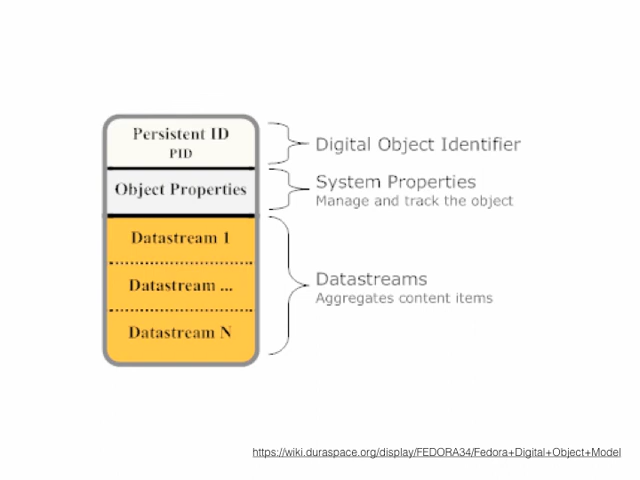 Persistent ID
PID
Digital Object Identifier
Object Properties
System Properties
Manage and track the object
Datastream 1
Datastream ...
Datastream N
Datastreams
Aggregates content items
https://wiki.duraspace.org/display/FEDORA34/Fedora+Digital+Object+Model